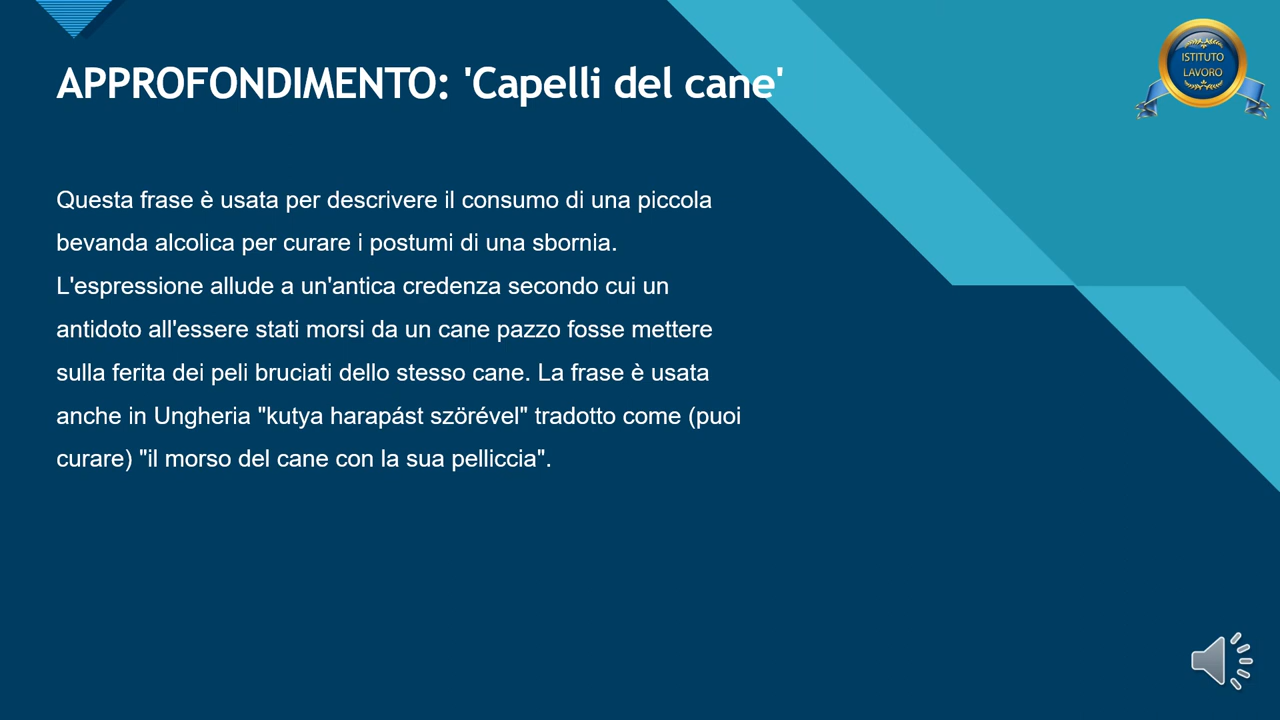 APPROFONDIMENTO: 'Capelli del cane'
ISTITUTO
LAVORO
Questa frase è usata per descrivere il consumo di una piccola
bevanda alcolica per curare i postumi di una sbornia.
L'espressione allude a un'antica credenza secondo cui un
antidoto all'essere stati morsi da un cane pazzo fosse mettere
sulla ferita dei peli bruciati dello stesso cane. La frase è usata
anche in Ungheria "kutya harapást szörével" tradotto come (puoi
curare) "il morso del cane con la sua pelliccia".